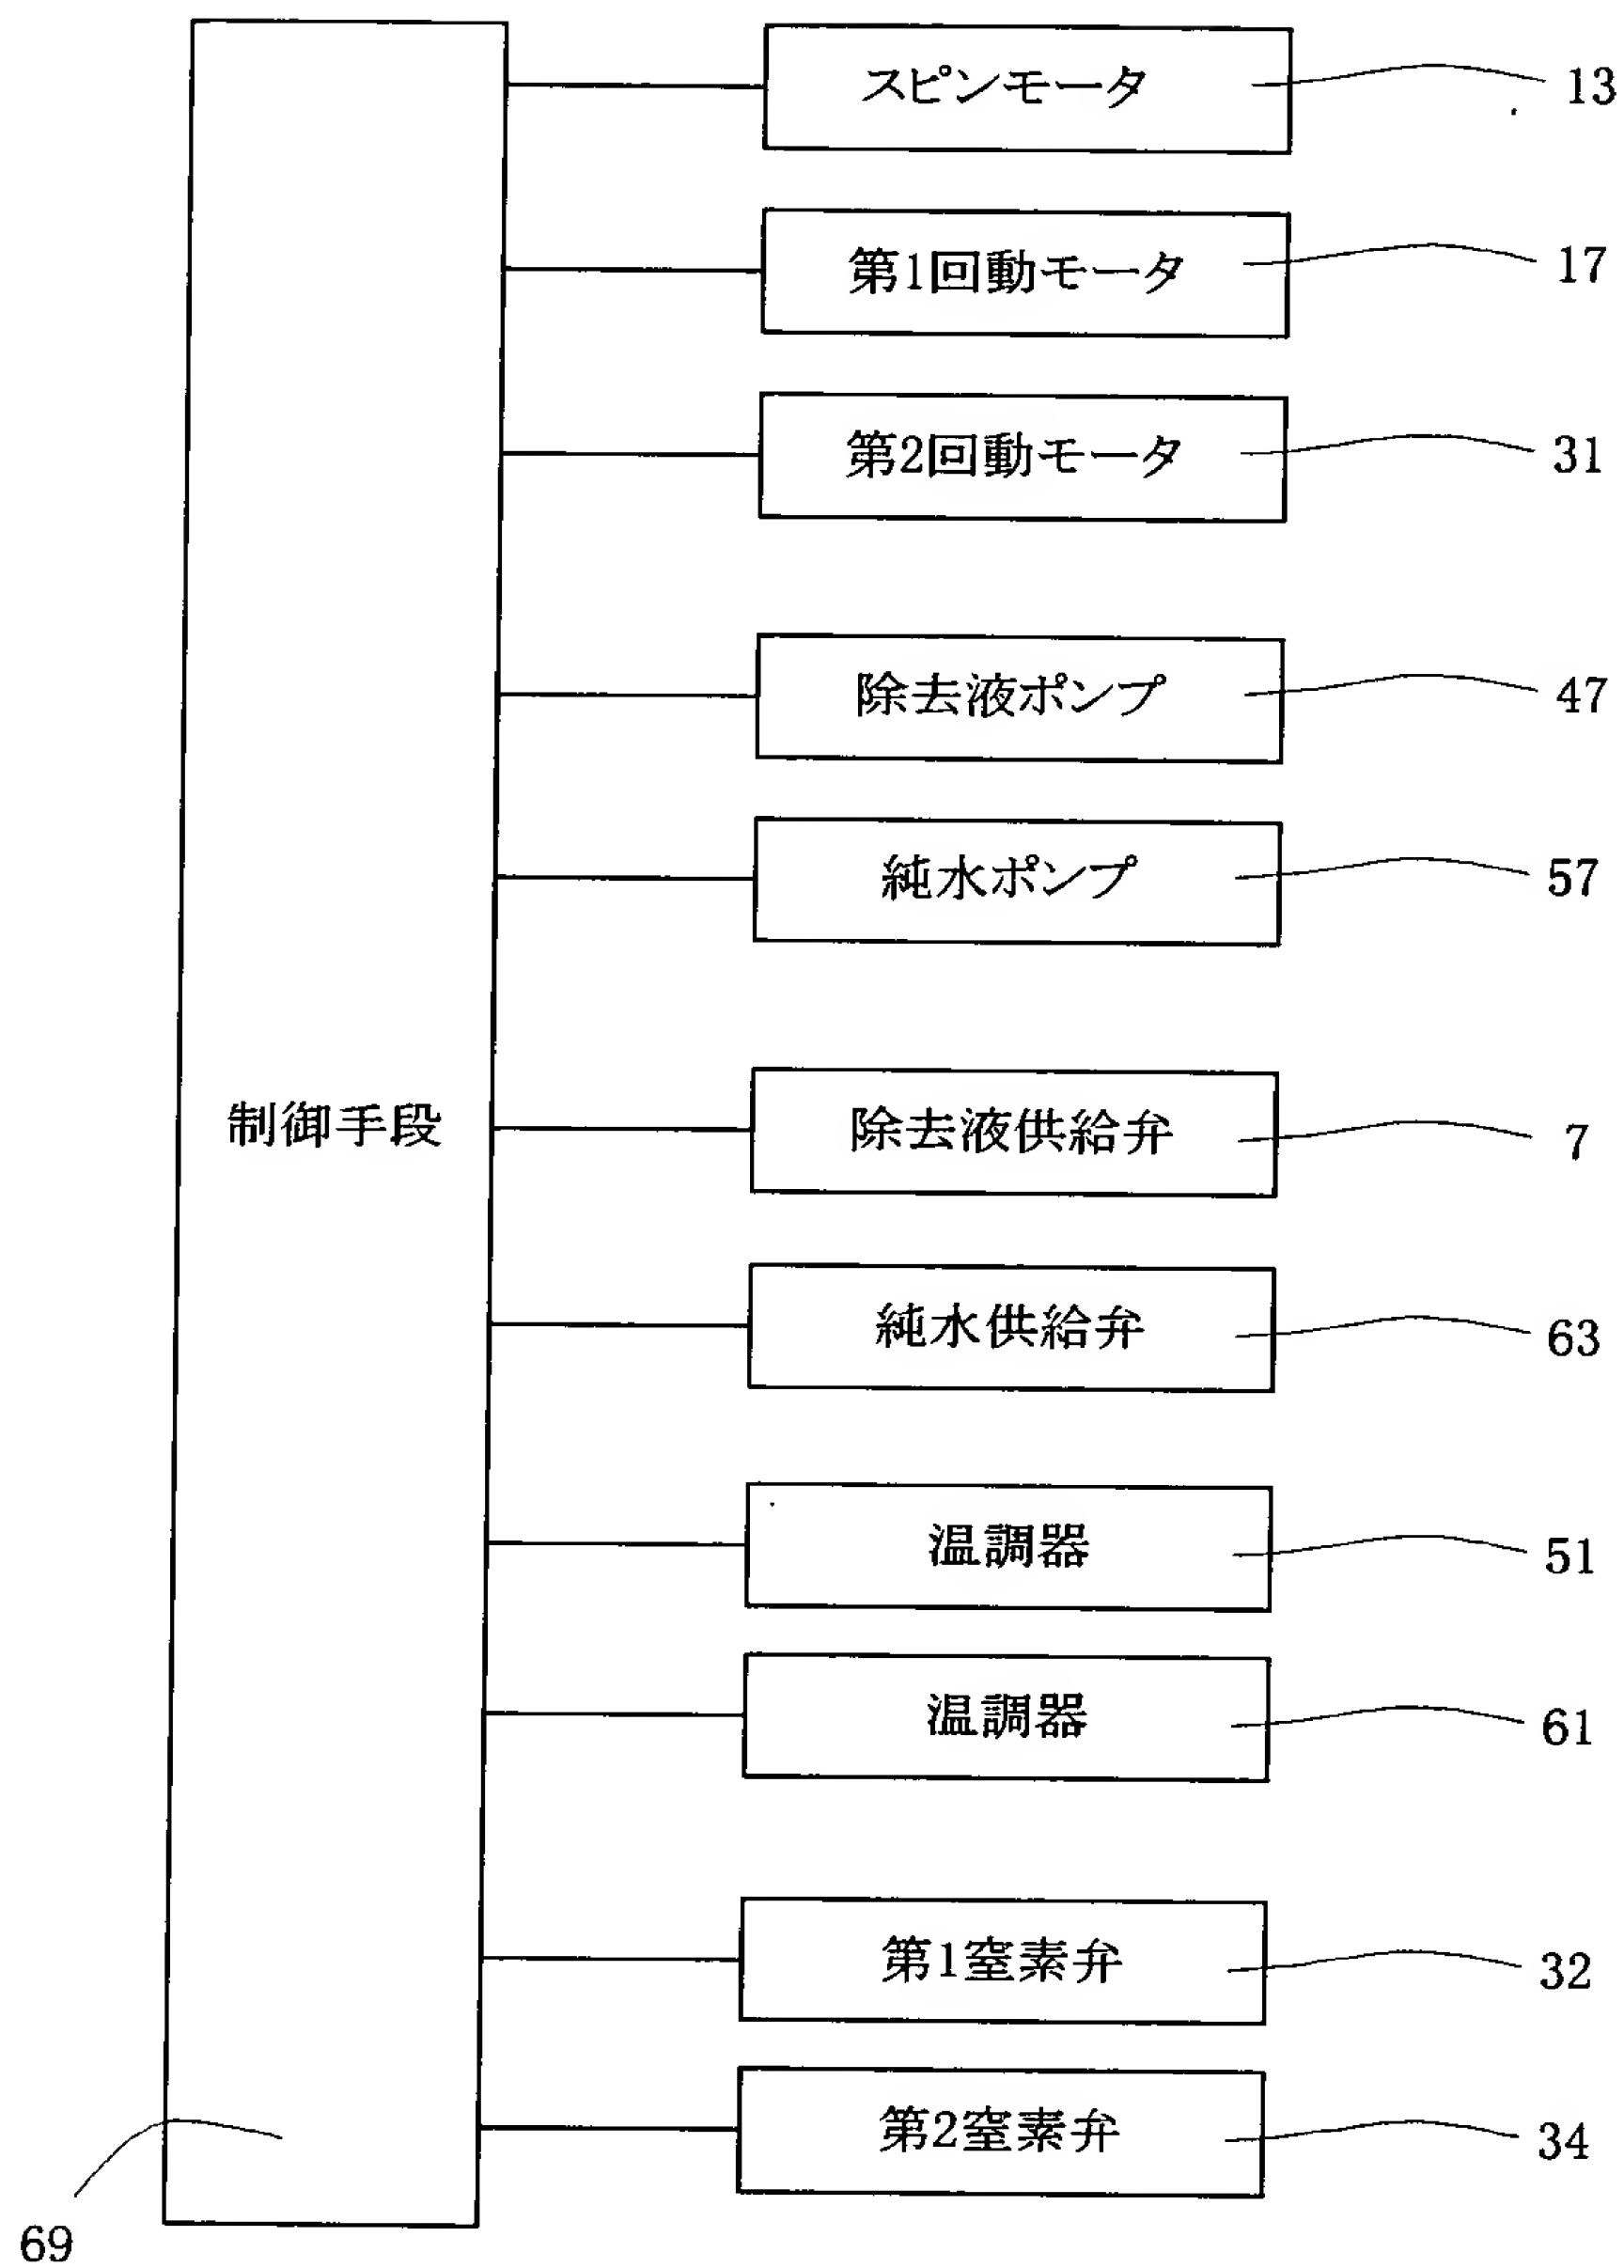 スピンモータ 13
第1回動モータ 17
第2回動モータ 31
除去液ポンプ 47
純水ポンプ 57
制御手段
除去液供給弁 7
純水供給弁 63
温調器 51
温調器 61
第1窒素弁 32
第2窒素弁 34
69